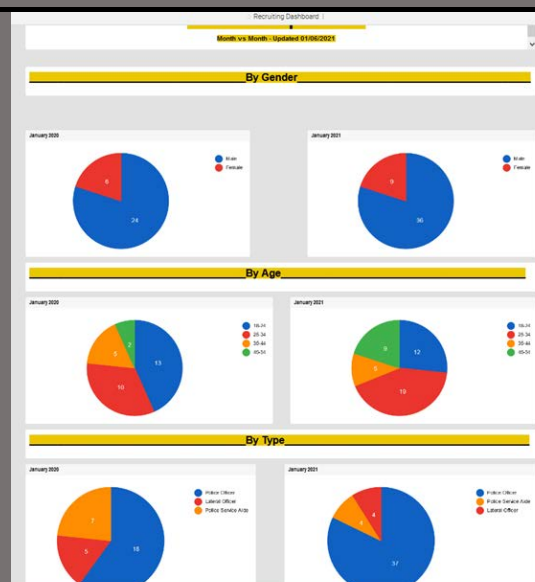 Recruiting Dashboard
Month vs Month - Updated 01/06/2021
By Gender
January 2020
Male
Female
6
24
January 2021
Male
Female
9
36
By Age
January 2020
18-24
25-34
35-44
45-54
2
5
13
10
January 2021
18-24
25-34
35-44
45-54
9
12
5
19
By Type
January 2020
Police Officer
Lateral Officer
Police Service Aide
7
5
18
January 2021
Police Officer
Police Service Aide
Lateral Officer
4
4
37